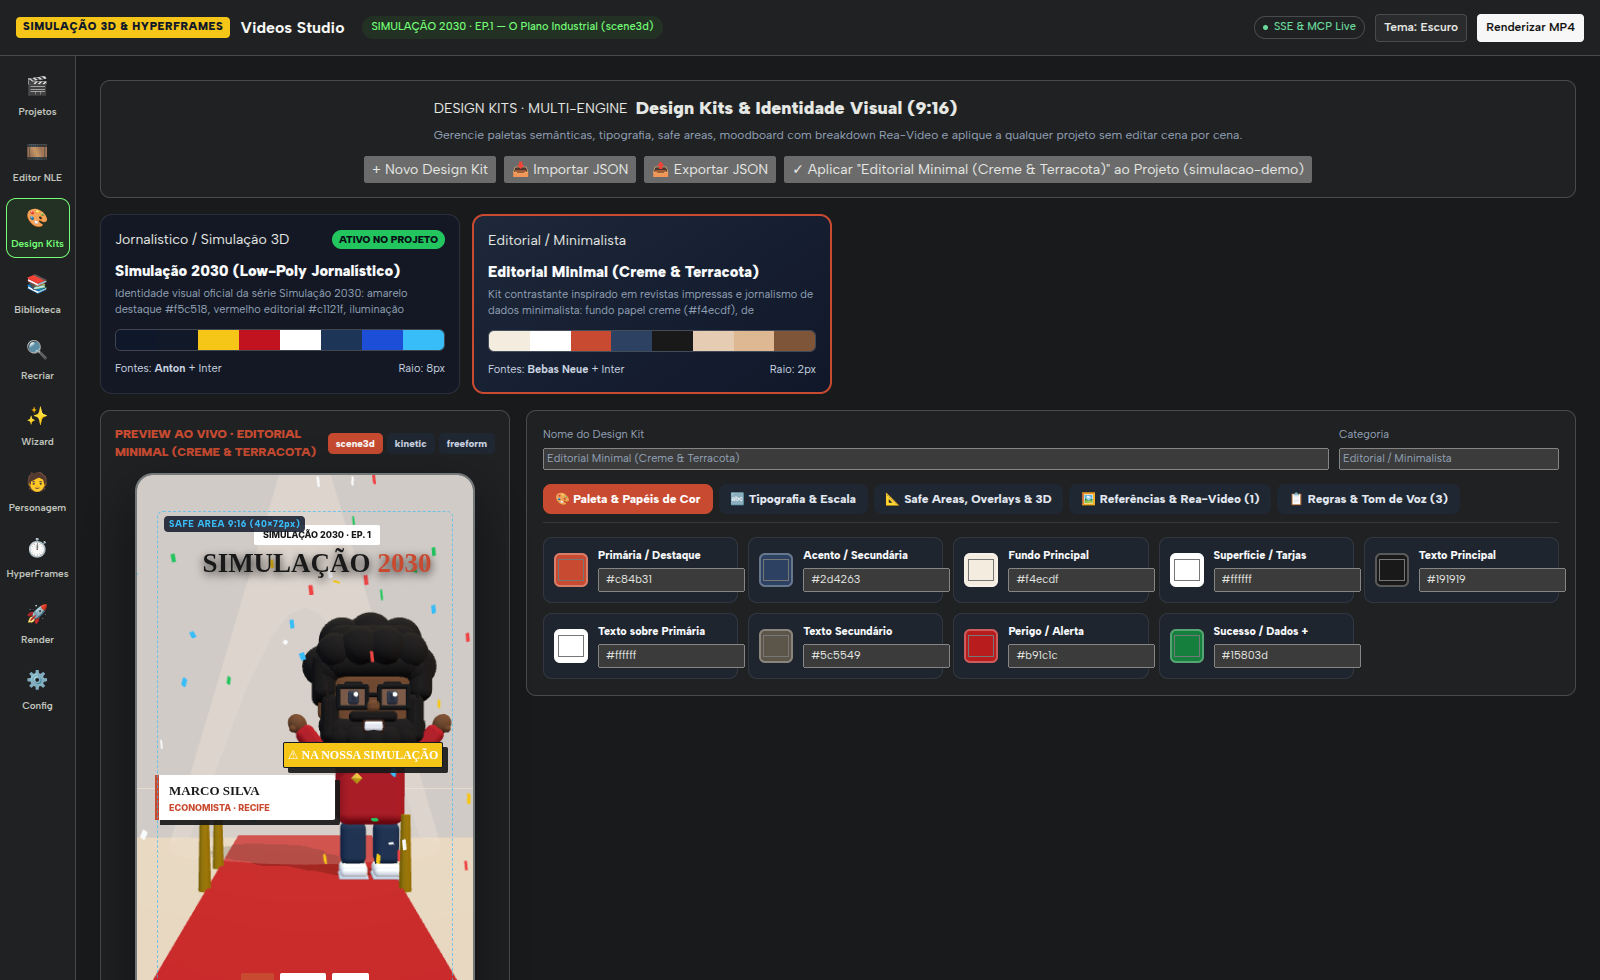 SIMULAÇÃO 3D & HYPERFRAMES
Videos Studio
SIMULAÇÃO 2030 · EP.1 — O Plano Industrial (scene3d)
SSE & MCP Live
Tema: Escuro
Renderizar MP4
Projetos
Editor NLE
Design Kits
Biblioteca
Recriar
Wizard
Personagem
HyperFrames
Render
Config
DESIGN KITS · MULTI-ENGINE Design Kits & Identidade Visual (9:16)
Gerencie paletas semânticas, tipografia, safe areas, moodboard com breakdown Rea-Video e aplique a qualquer projeto sem editar cena por cena.
+ Novo Design Kit
Importar JSON
Exportar JSON
✓ Aplicar "Editorial Minimal (Creme & Terracota)" ao Projeto (simulacao-demo)
Jornalístico / Simulação 3D
ATIVO NO PROJETO
Simulação 2030 (Low-Poly Jornalístico)
Identidade visual oficial da série Simulação 2030: amarelo
destaque #f5c518, vermelho editorial #c1121f, iluminação
Fontes: Anton + Inter
Raio: 8px
Editorial / Minimalista
Editorial Minimal (Creme & Terracota)
Kit contrastante inspirado em revistas impressas e jornalismo de
dados minimalista: fundo papel creme (#f4ecdf), de
Fontes: Bebas Neue + Inter
Raio: 2px
PREVIEW AO VIVO · EDITORIAL
MINIMAL (CREME & TERRACOTA)
scene3d
kinetic
freeform
SAFE AREA 9:16 (40×72px)
SIMULAÇÃO 2030 · EP. 1
SIMULAÇÃO 2030
⚠ NA NOSSA SIMULAÇÃO
MARCO SILVA
ECONOMISTA · RECIFE
Nome do Design Kit
Categoria
Editorial Minimal (Creme & Terracota)
Editorial / Minimalista
Paleta & Papéis de Cor
Tipografia & Escala
Safe Areas, Overlays & 3D
Referências & Rea-Video (1)
Regras & Tom de Voz (3)
Primária / Destaque
#c84b31
Acento / Secundária
#2d4263
Fundo Principal
#f4ecdf
Superfície / Tarjas
#ffffff
Texto Principal
#191919
Texto sobre Primária
#ffffff
Texto Secundário
#5c5549
Perigo / Alerta
#b91c1c
Sucesso / Dados +
#15803d